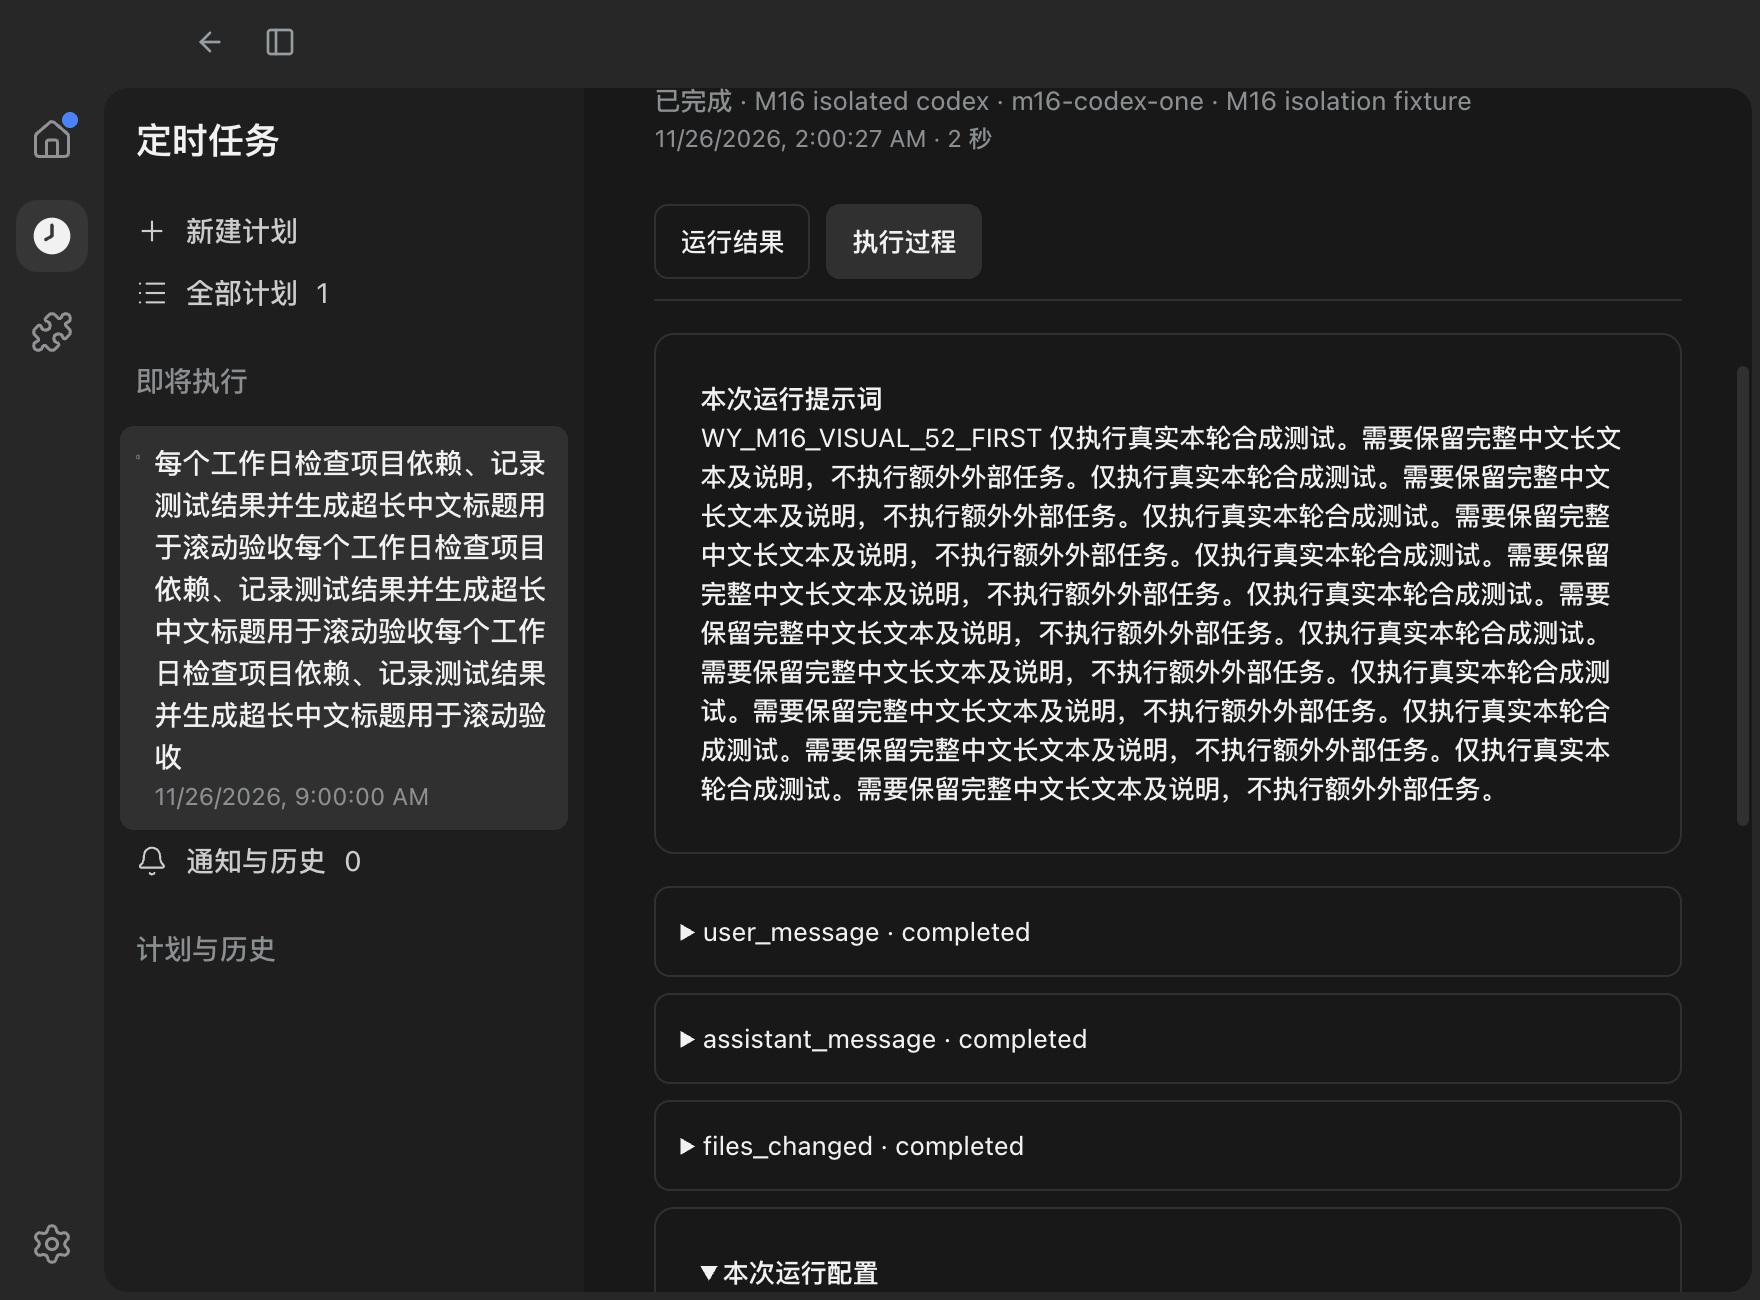 定时任务
新建计划
全部计划 1
即将执行
每个工作日检查项目依赖、记录
测试结果并生成超长中文标题用
于滚动验收每个工作日检查项目
依赖、记录测试结果并生成超长
中文标题用于滚动验收每个工作
日检查项目依赖、记录测试结果
并生成超长中文标题用于滚动验
收
11/26/2026, 9:00:00 AM
通知与历史 0
计划与历史
已完成 · M16 isolated codex · m16-codex-one · M16 isolation fixture
11/26/2026, 2:00:27 AM · 2 秒
运行结果
执行过程
本次运行提示词
WY_M16_VISUAL_52_FIRST 仅执行真实本轮合成测试。需要保留完整中文长文
本及说明，不执行额外外部任务。仅执行真实本轮合成测试。需要保留完整中文
长文本及说明，不执行额外外部任务。仅执行真实本轮合成测试。需要保留完整
中文长文本及说明，不执行额外外部任务。仅执行真实本轮合成测试。需要保留
完整中文长文本及说明，不执行额外外部任务。仅执行真实本轮合成测试。需要
保留完整中文长文本及说明，不执行额外外部任务。仅执行真实本轮合成测试。
需要保留完整中文长文本及说明，不执行额外外部任务。仅执行真实本轮合成测
试。需要保留完整中文长文本及说明，不执行额外外部任务。仅执行真实本轮合
成测试。需要保留完整中文长文本及说明，不执行额外外部任务。仅执行真实本
轮合成测试。需要保留完整中文长文本及说明，不执行额外外部任务。
user_message · completed
assistant_message · completed
files_changed · completed
本次运行配置